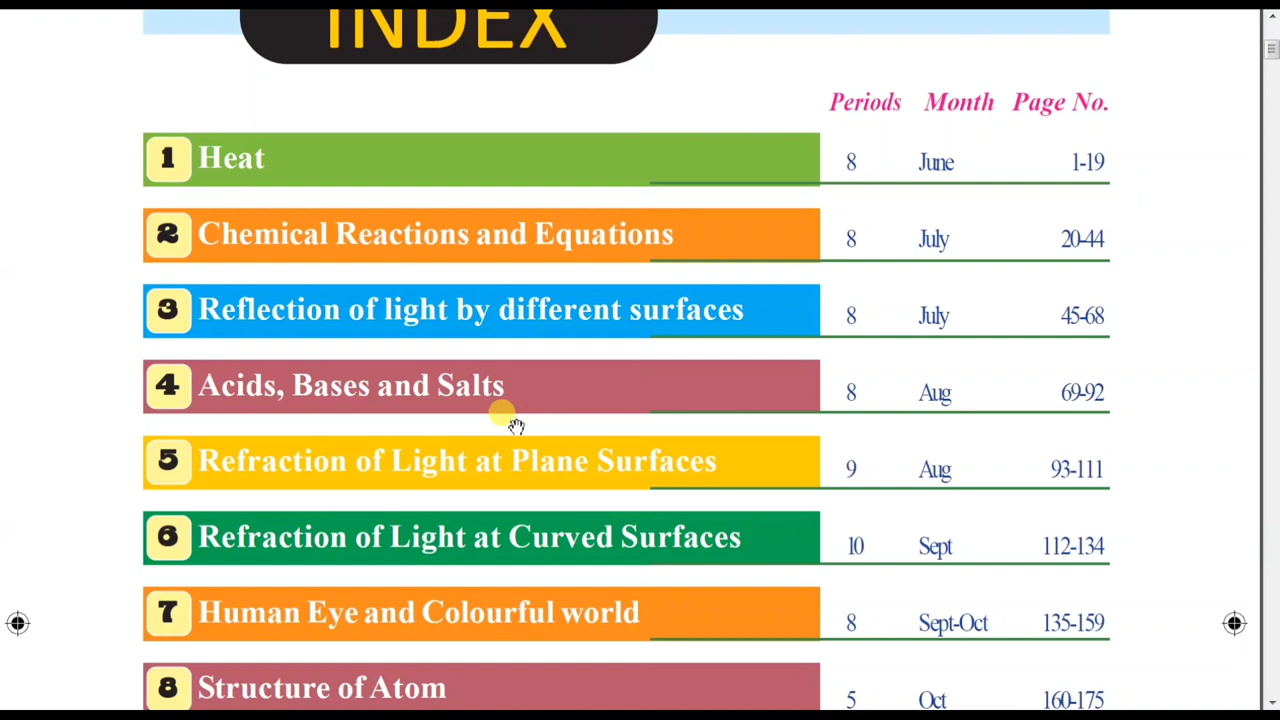 INDEX
Periods Month Page No.
1 Heat 8 June 1-19
2 Chemical Reactions and Equations 8 July 20-44
3 Reflection of light by different surfaces 8 July 45-68
4 Acids, Bases and Salts 8 Aug 69-92
5 Refraction of Light at Plane Surfaces 9 Aug 93-111
6 Refraction of Light at Curved Surfaces 10 Sept 112-134
7 Human Eye and Colourful world 8 Sept-Oct 135-159
8 Structure of Atom 5 Oct 160-175